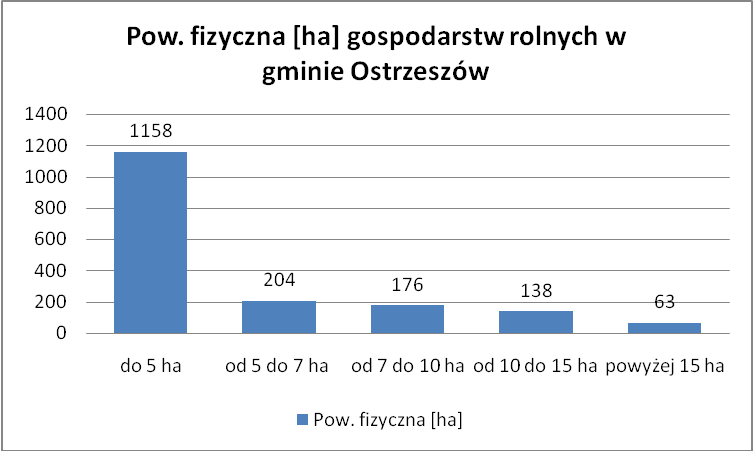 Pow. fizyczna [ha] gospodarstw rolnych w
gminie Ostrzeszów
1400
1200
1000
800
600
400
200
0
1158
204
176
138
63
do 5 ha
od 5 do 7 ha
od 7 do 10 ha
od 10 do 15 ha
powyżej 15 ha
Pow. fizyczna [ha]